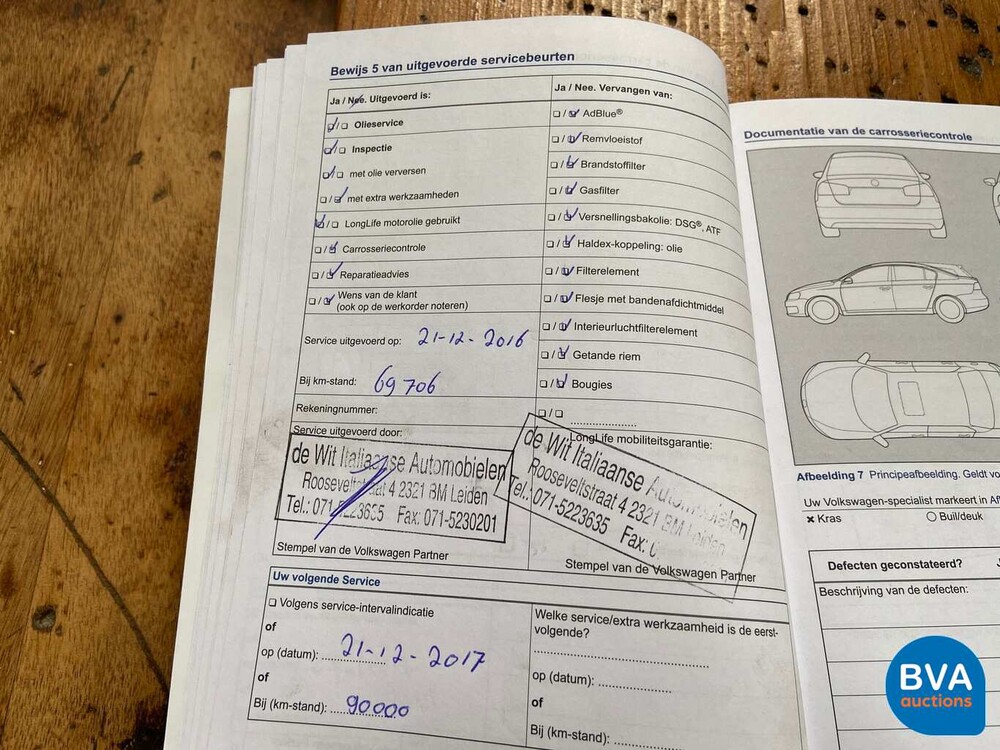 Bewijs 5 van uitgevoerde servicebeurten
Ja / Nee. Uitgevoerd is:
Olieservice
Inspectie
met olie verversen
met extra werkzaamheden
LongLife motorolie gebruikt
Carrosseriecontrole
Reparatieadvies
Wens van de klant
(ook op de werkorder noteren)
Service uitgevoerd op: 21-12-2016
Bij km-stand: 69706
Rekeningnummer:
Service uitgevoerd door:
de Wit Italiaanse Automobielen
Rooseveltstraat 4 2321 BM Leiden
Tel.: 071-5223635 Fax: 071-5230201
Stempel van de Volkswagen Partner
Ja / Nee. Vervangen van:
AdBlue®
Remvloeistof
Brandstoffilter
Gasfilter
Versnellingsbakolie: DSG®, ATF
Haldex-koppeling: olie
Filterelement
Flesje met bandenafdichtmiddel
Interieurluchtfilterelement
Getande riem
Bougies
LongLife mobiliteitsgarantie:
de Wit Italiaanse Automobielen
Rooseveltstraat 4 2321 BM Leiden
Tel.: 071-5223635 Fax:
Stempel van de Volkswagen Partner
Uw volgende Service
Volgens service-intervalindicatie
of
op (datum): 21-12-2017
of
Bij (km-stand): 90000
Welke service/extra werkzaamheid is de eerst-
volgende?
op (datum):
of
Bij (km-stand):
Documentatie van de carrosseriecontrole
Afbeelding 7 Principeafbeelding. Geldt
Uw Volkswagen-specialist markeert in
× Kras
Buil/deuk
Defecten geconstateerd?
Beschrijving van de defecten:
BVA
auctions